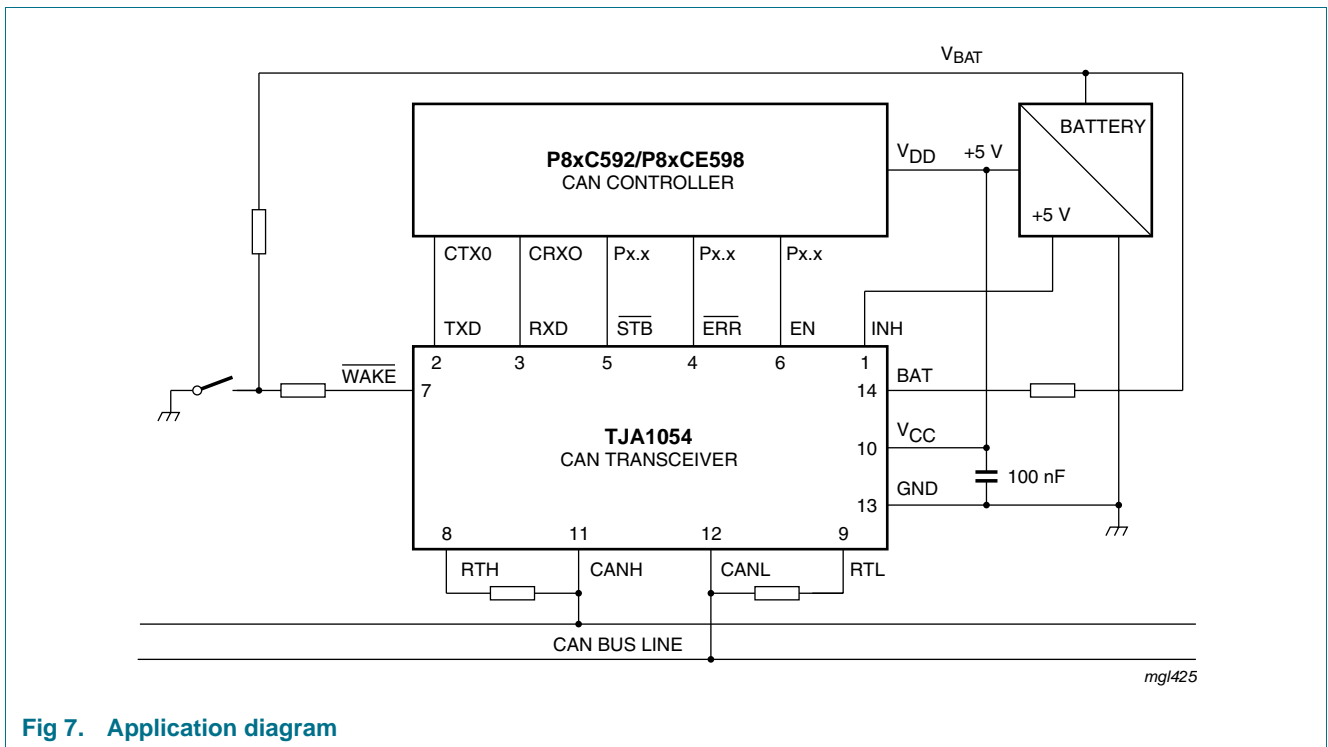 VBAT
BATTERY
+5 V
P8xC592/P8xCE598
CAN CONTROLLER
VDD +5 V
CTX0 CRXO Px.x Px.x Px.x
TXD RXD STB ERR EN INH
2 3 5 4 6 1
WAKE
7
BAT
14
TJA1054
CAN TRANSCEIVER
VCC
10
100 nF
GND
13
8 11 12 9
RTH CANH CANL RTL
CAN BUS LINE
mgl425
Fig 7. Application diagram